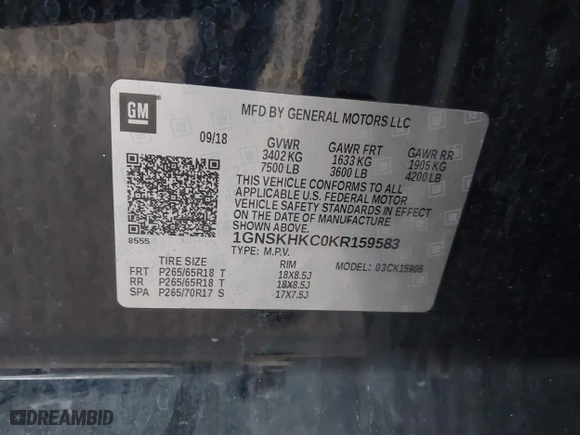 GM
MFD BY GENERAL MOTORS LLC
09/18
GVWR GAWR FRT GAWR RR
3402 KG 1633 KG 1905 KG
7500 LB 3600 LB 4200 LB
THIS VEHICLE CONFORMS TO ALL
APPLICABLE U.S. FEDERAL MOTOR
VEHICLE SAFETY STANDARDS IN EFFECT
ON THE DATE OF MANUFACTURE
SHOWN ABOVE.
8555
1GNSKHKC0KR159583
TYPE: M.P.V.
MODEL: 03CK15906
TIRE SIZE RIM
FRT P265/65R18 T 18X8.5J
RR P265/65R18 T 18X8.5J
SPA P265/70R17 S 17X7.5J
DREAMBID